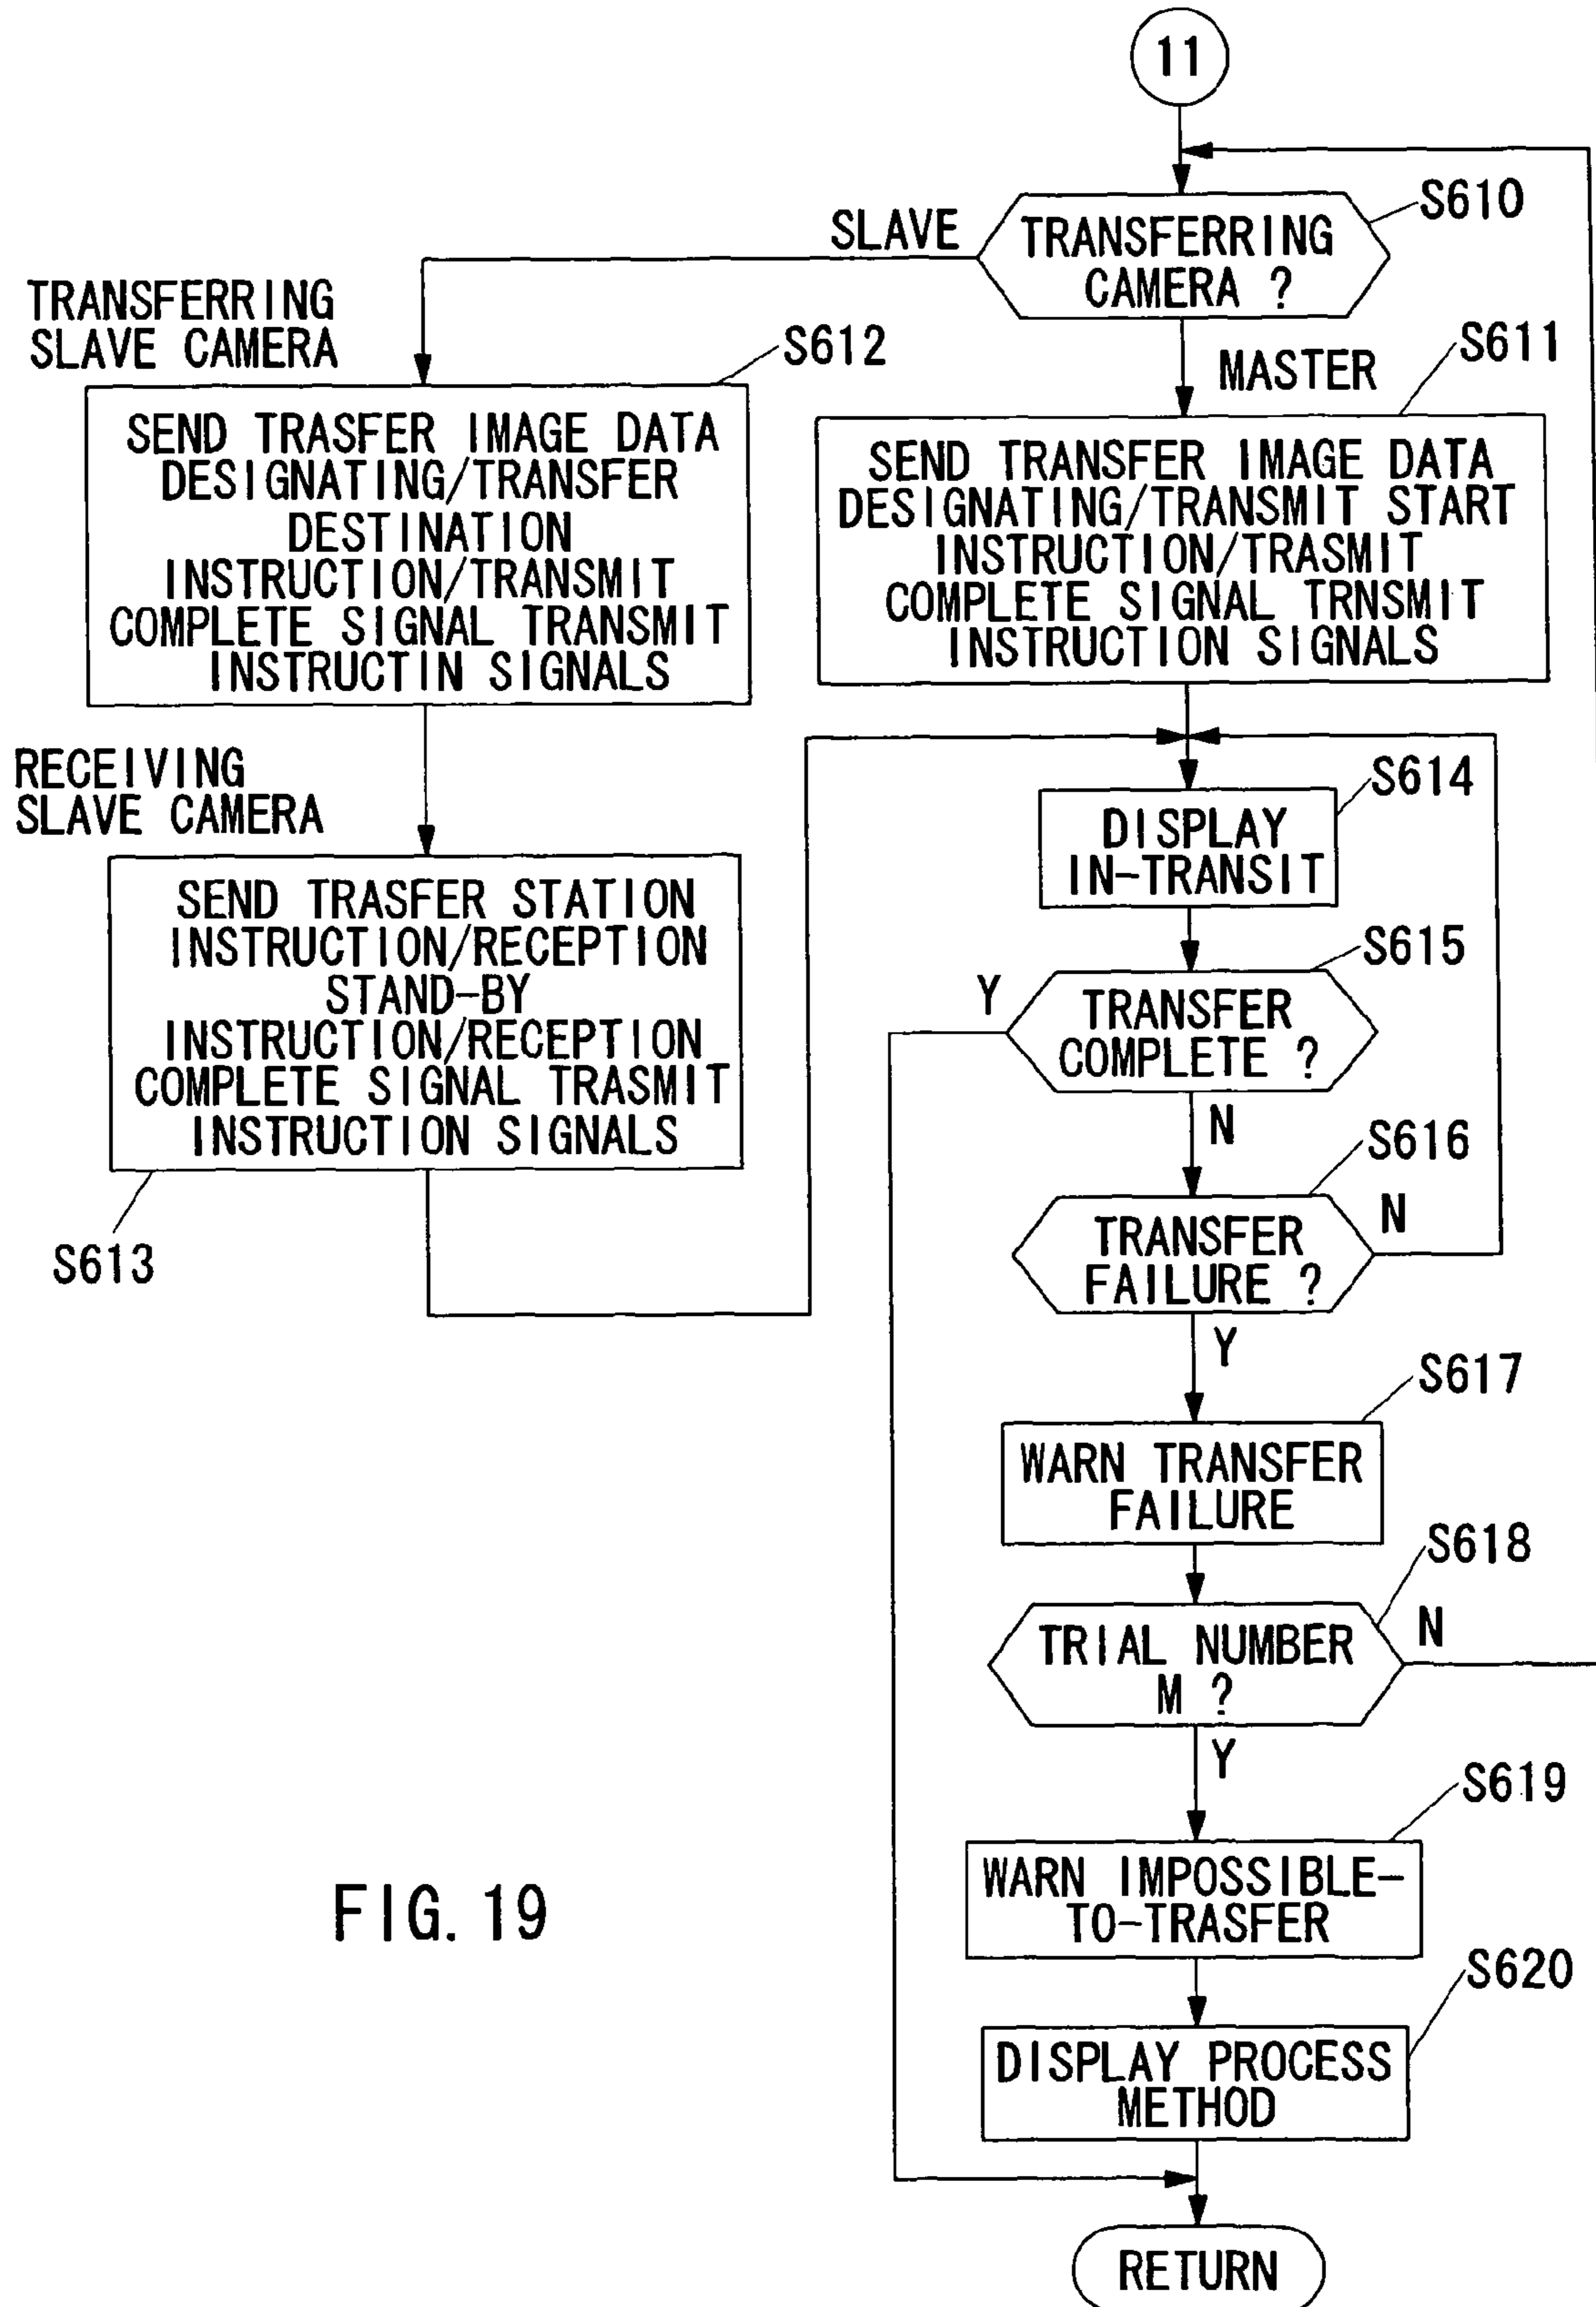 11
S610
TRANSFERRING
CAMERA ?
SLAVE
MASTER
TRANSFERRING
SLAVE CAMERA
S612
SEND TRASFER IMAGE DATA
DESIGNATING/TRANSFER
DESTINATION
INSTRUCTION/TRANSMIT
COMPLETE SIGNAL TRANSMIT
INSTRUCTIN SIGNALS
S611
SEND TRANSFER IMAGE DATA
DESIGNATING/TRANSMIT START
INSTRUCTION/TRASMIT
COMPLETE SIGNAL TRNSMIT
INSTRUCTION SIGNALS
RECEIVING
SLAVE CAMERA
SEND TRASFER STATION
INSTRUCTION/RECEPTION
STAND-BY
INSTRUCTION/RECEPTION
COMPLETE SIGNAL TRASMIT
INSTRUCTION SIGNALS
S613
S614
DISPLAY
IN-TRANSIT
S615
Y
TRANSFER
COMPLETE ?
N
S616
TRANSFER
FAILURE ?
N
Y
S617
WARN TRANSFER
FAILURE
S618
TRIAL NUMBER
M ?
N
Y
S619
WARN IMPOSSIBLE-
TO-TRASFER
S620
DISPLAY PROCESS
METHOD
RETURN
FIG. 19